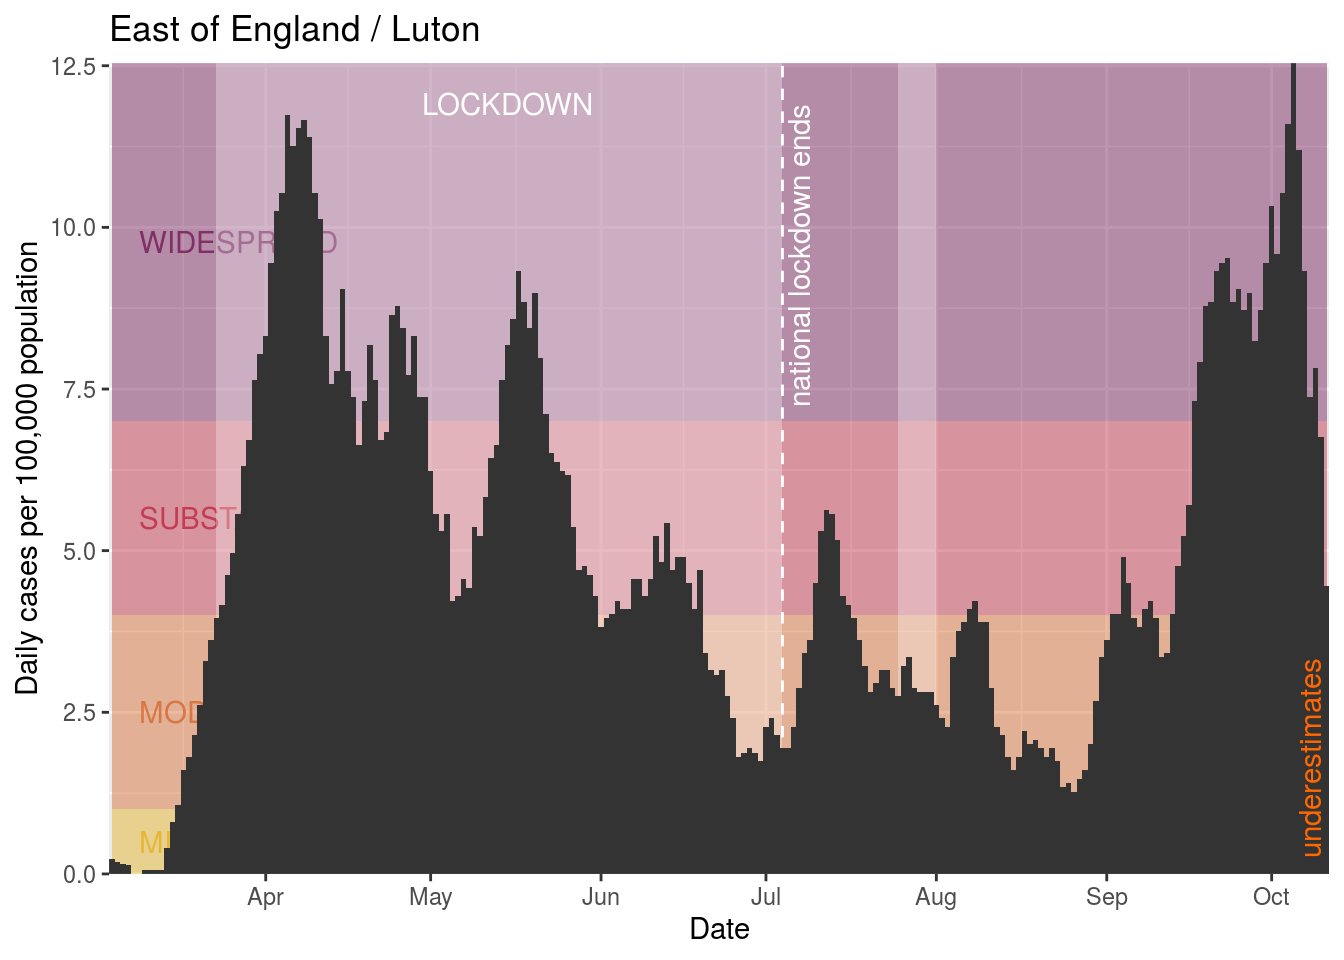 East of England / Luton
12.5
10.0
7.5
5.0
2.5
0.0
Daily cases per 100,000 population
LOCKDOWN
national lockdown ends
underestimates
Apr
May
Jun
Jul
Aug
Sep
Oct
Date